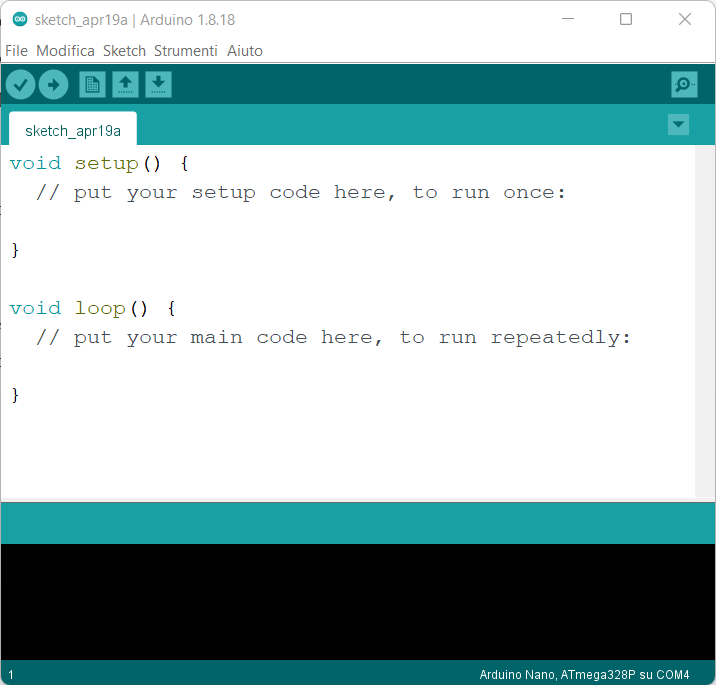 sketch_apr19a | Arduino 1.8.18
File Modifica Sketch Strumenti Aiuto
sketch_apr19a
void setup() {
  // put your setup code here, to run once:
}
void loop() {
  // put your main code here, to run repeatedly:
}
1
Arduino Nano, ATmega328P su COM4